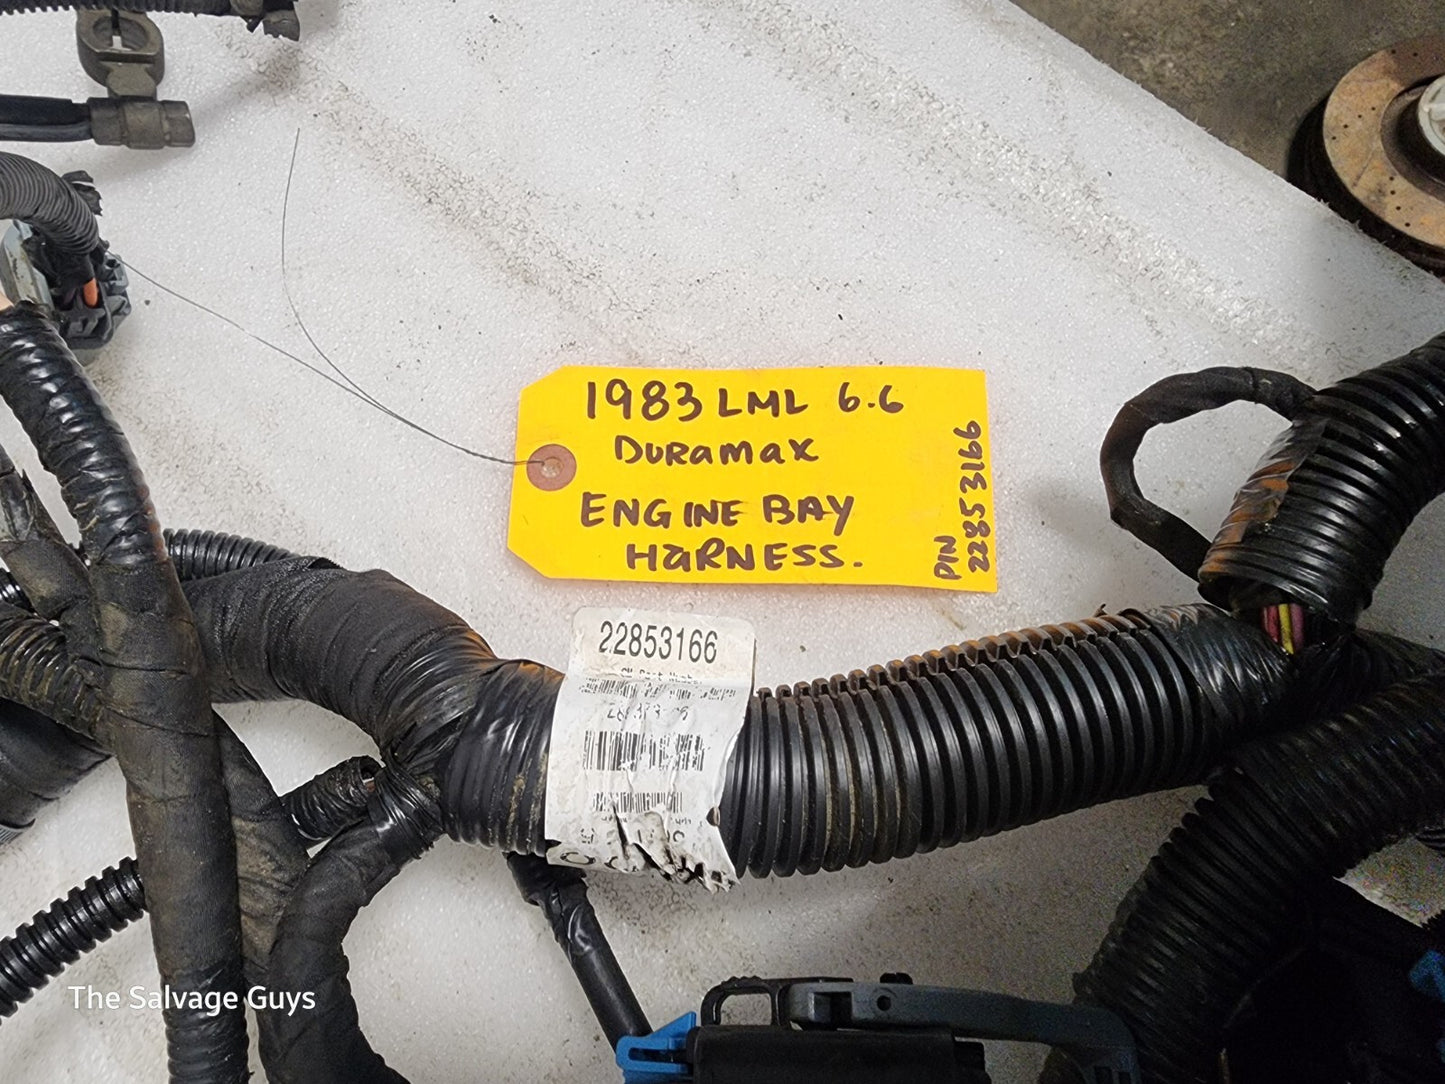 1983 LML 6.6
DURAMAX
ENGINE BAY
HARNESS.
P/N
22853166
22853166
The Salvage Guys